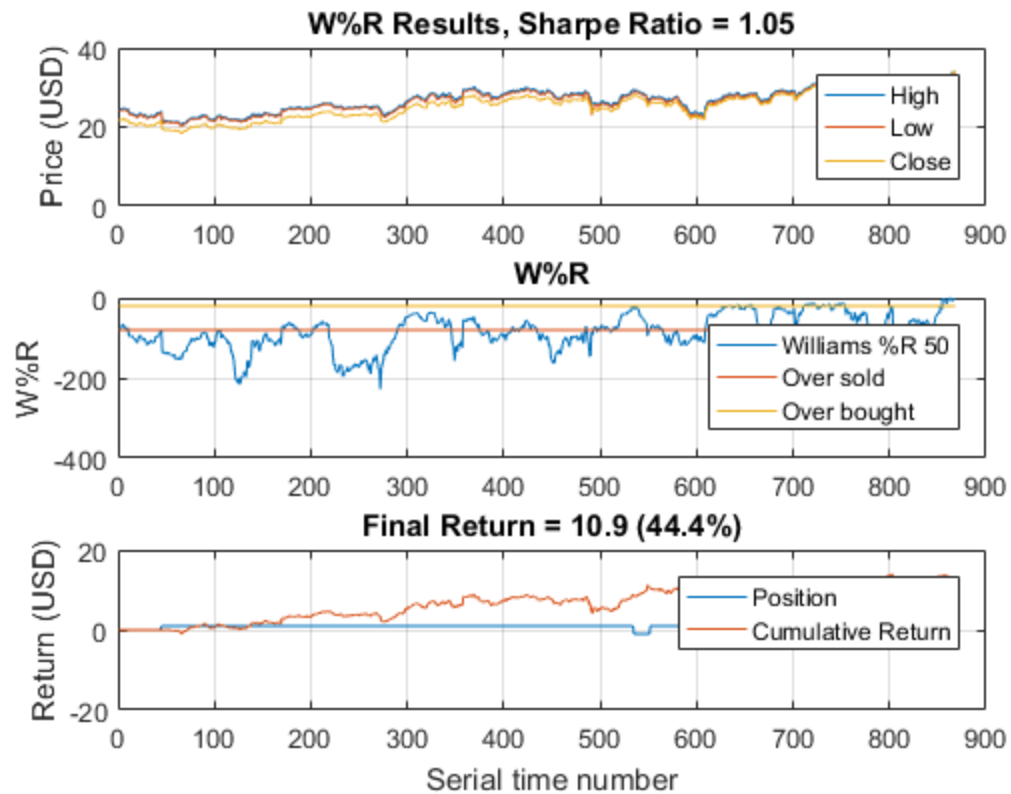 W%R Results, Sharpe Ratio = 1.05
Price (USD)
40
20
0
High
Low
Close
0 100 200 300 400 500 600 700 800 900
W%R
W%R
0
-200
-400
Williams %R 50
Over sold
Over bought
0 100 200 300 400 500 600 700 800 900
Final Return = 10.9 (44.4%)
Return (USD)
20
0
-20
Position
Cumulative Return
0 100 200 300 400 500 600 700 800 900
Serial time number